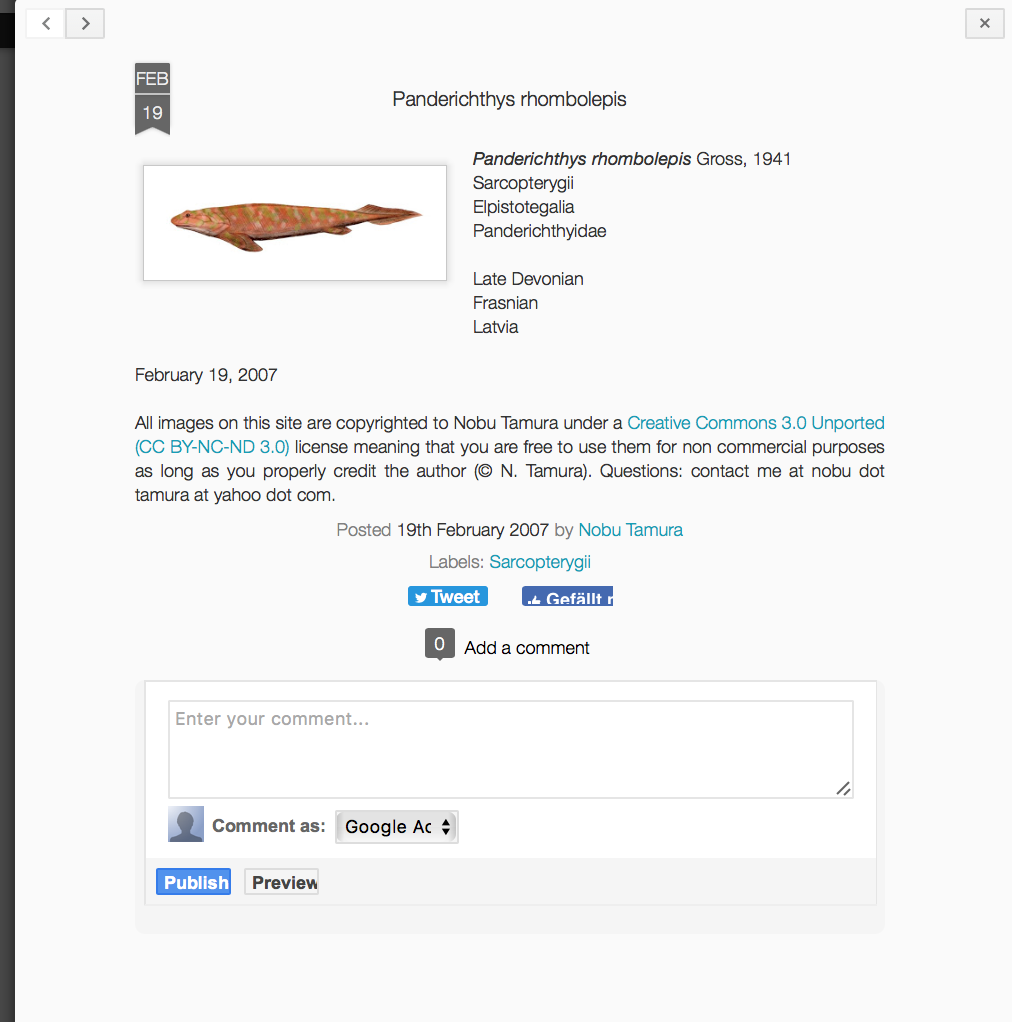 FEB
19
Panderichthys rhombolepis
Panderichthys rhombolepis Gross, 1941
Sarcopterygii
Elpistotegalia
Panderichthyidae
Late Devonian
Frasnian
Latvia
February 19, 2007
All images on this site are copyrighted to Nobu Tamura under a Creative Commons 3.0 Unported
(CC BY-NC-ND 3.0) license meaning that you are free to use them for non commercial purposes
as long as you properly credit the author (© N. Tamura). Questions: contact me at nobu dot
tamura at yahoo dot com.
Posted 19th February 2007 by Nobu Tamura
Labels: Sarcopterygii
Tweet Gefällt
0 Add a comment
Enter your comment...
Comment as: Google Ac
Publish Preview